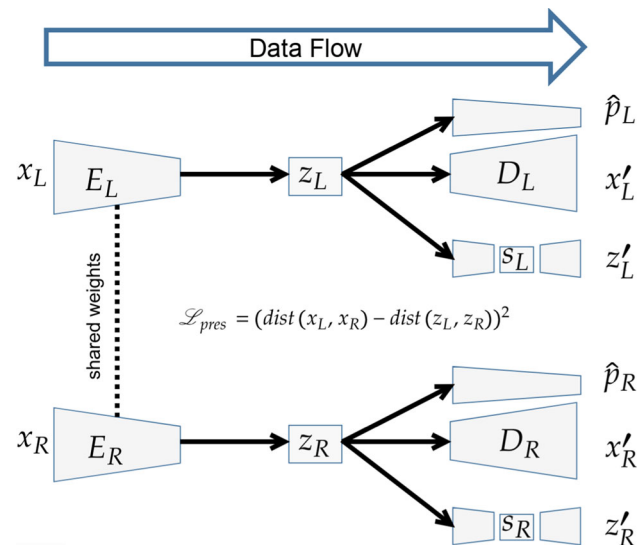 Data Flow
p̂_L
x_L E_L z_L D_L x′_L
s_L z′_L
shared weights
ℒ_pres = (dist(x_L, x_R) − dist(z_L, z_R))²
p̂_R
x_R E_R z_R D_R x′_R
s_R z′_R